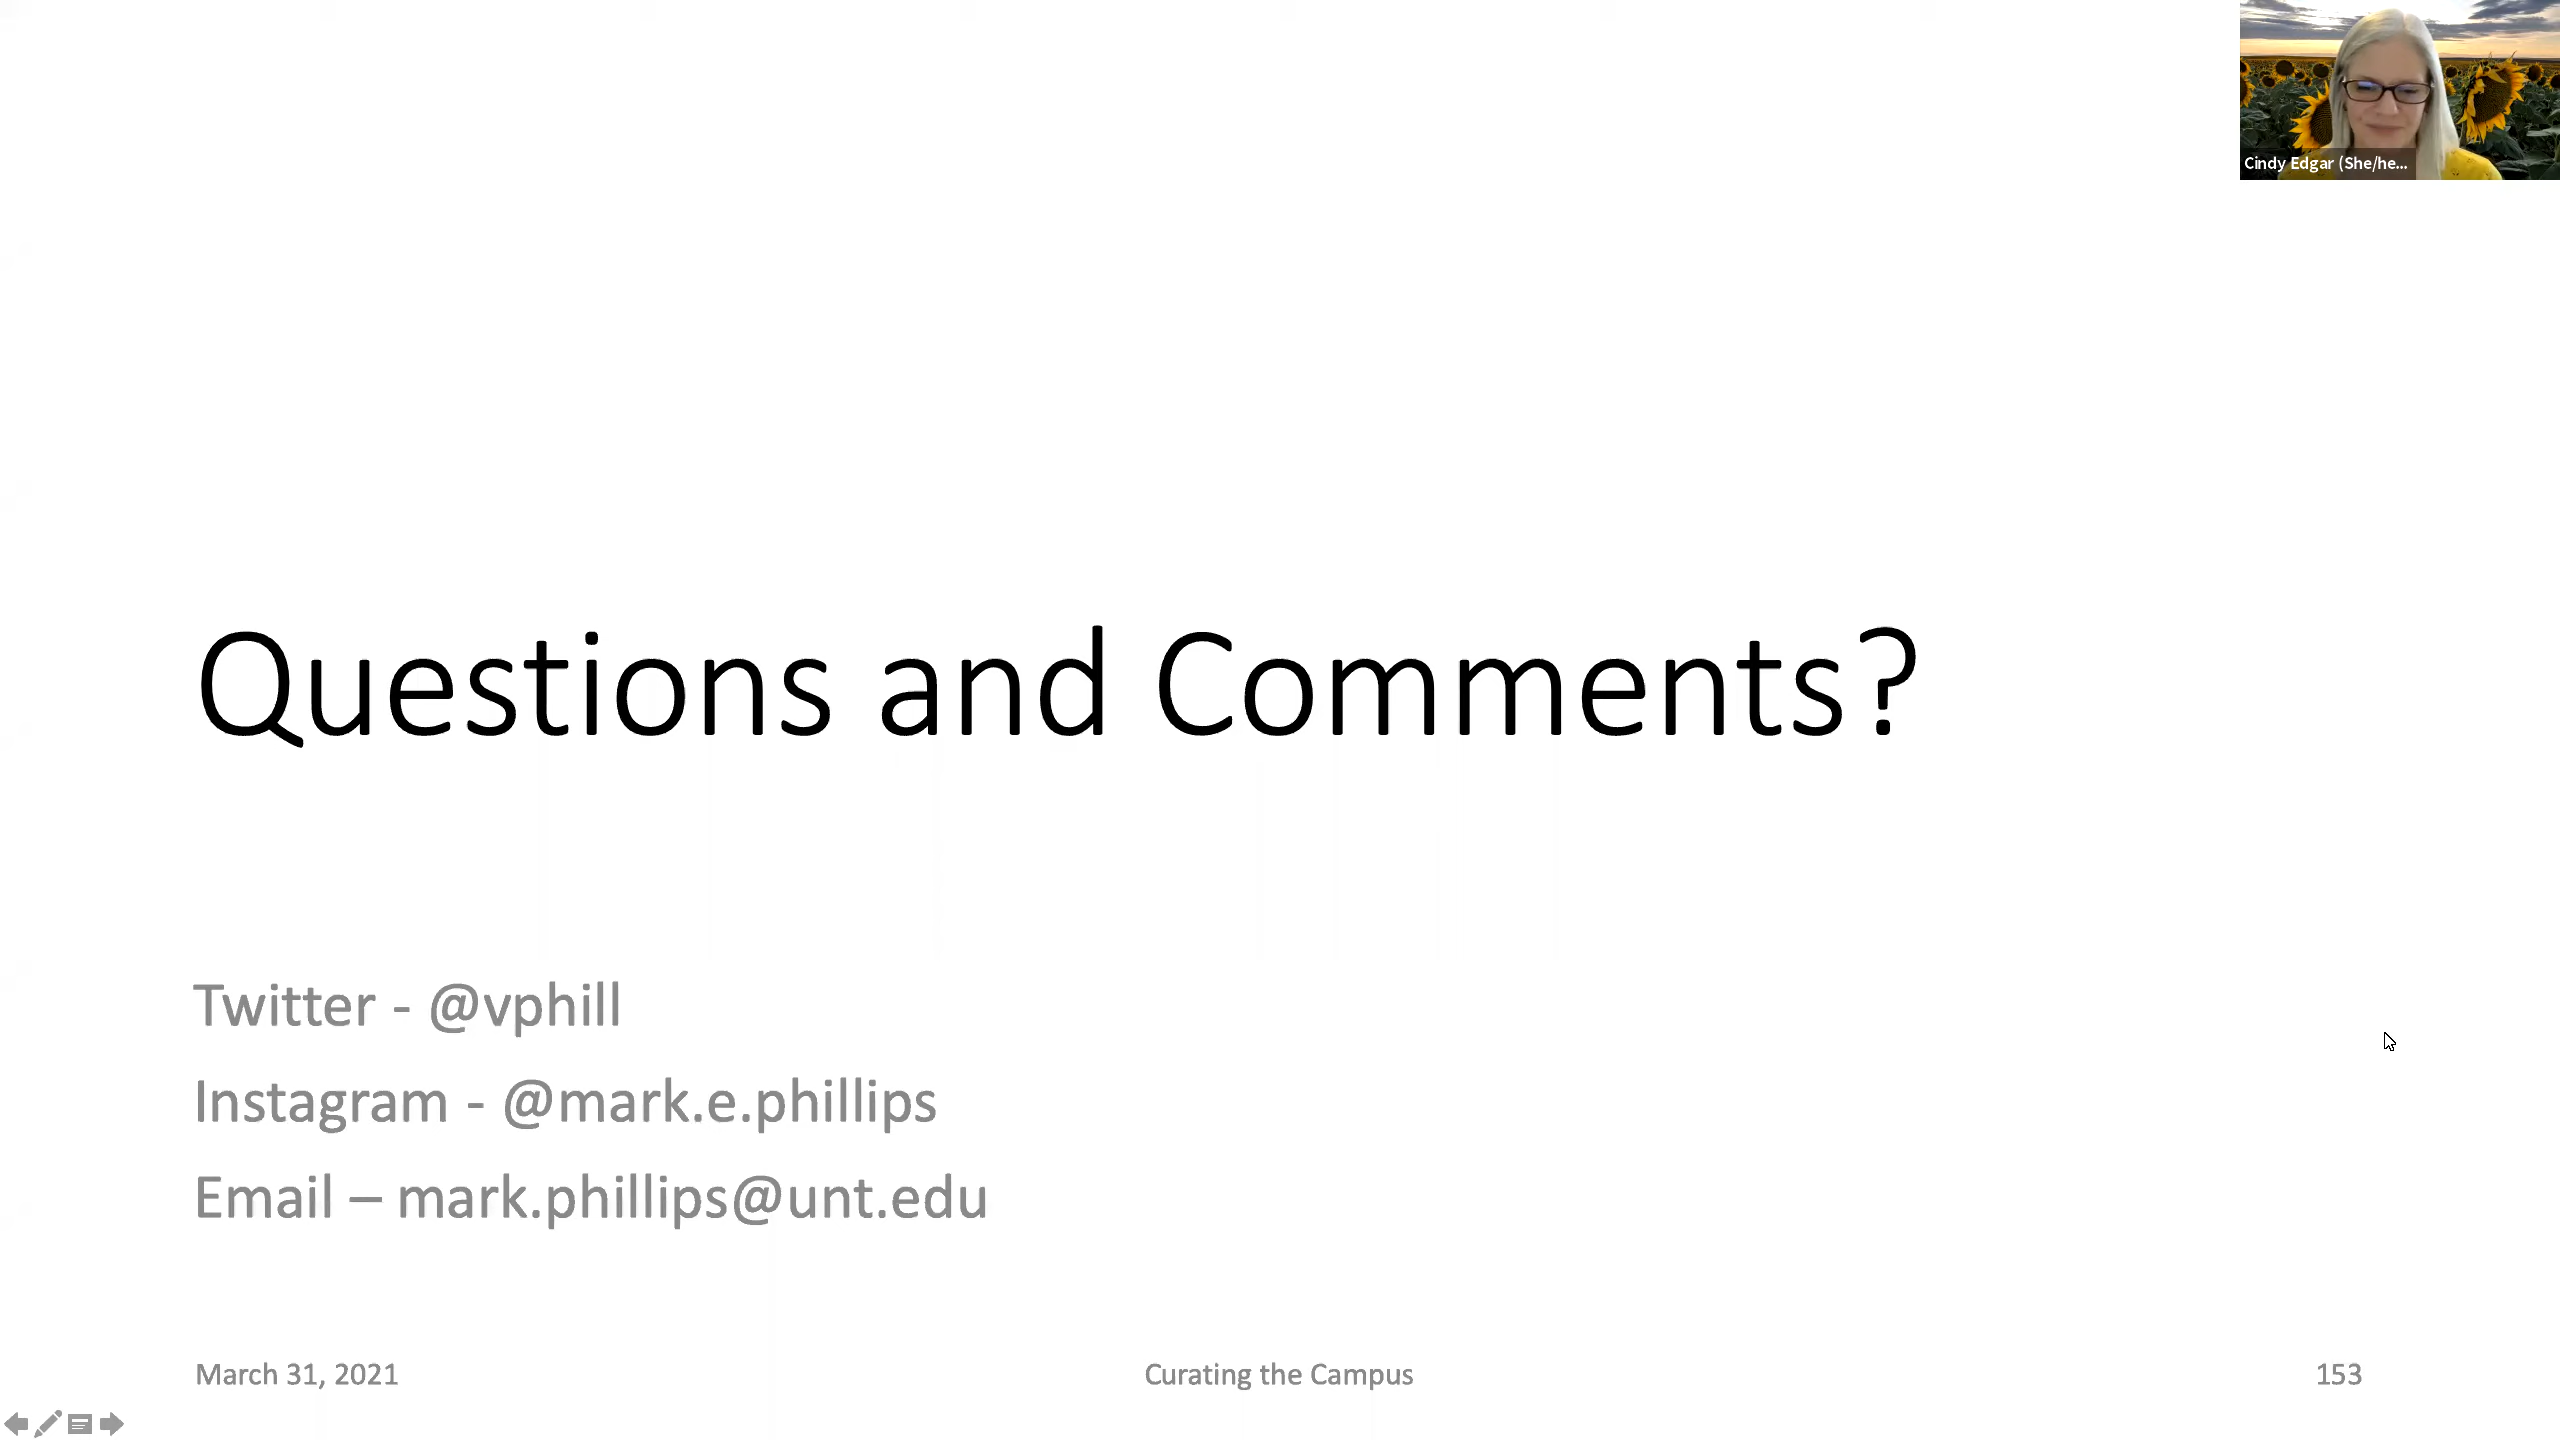 Cindy Edgar (She/he...
Questions and Comments?
Twitter - @vphill
Instagram - @mark.e.phillips
Email – mark.phillips@unt.edu
March 31, 2021
Curating the Campus
153